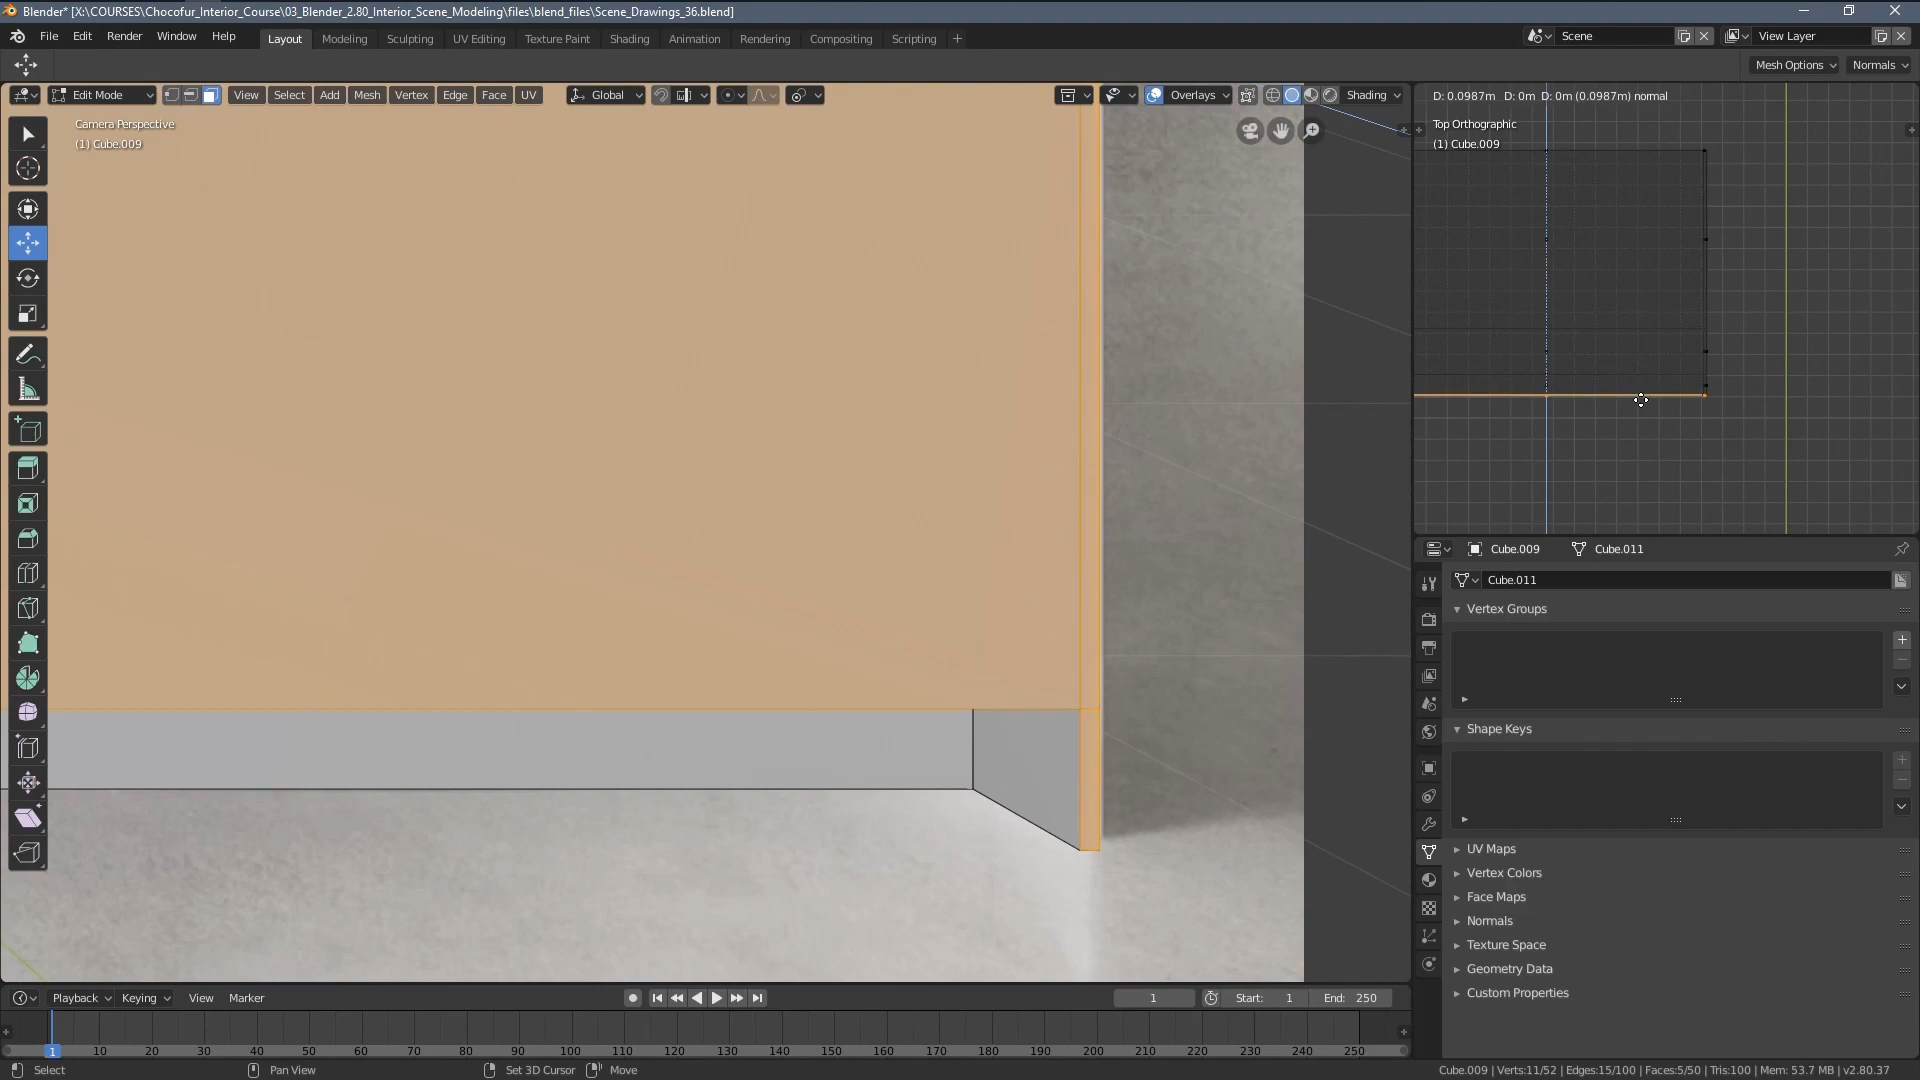 Blender* [X:\COURSES\Chocofur_Interior_Course\03_Blender_2.80_Interior_Scene_Modeling\files\blend_files\Scene_Drawings_36.blend]
File Edit Render Window Help Layout Modeling Sculpting UV Editing Texture Paint Shading Animation Rendering Compositing Scripting + Scene View Layer
Mesh Options Normals
Edit Mode View Select Add Mesh Vertex Edge Face UV Global Overlays Shading
D: 0.0987m D: 0m D: 0m (0.0987m) normal
Camera Perspective
(1) Cube.009
Top Orthographic
(1) Cube.009
Cube.009 Cube.011
Cube.011
Vertex Groups
Shape Keys
UV Maps
Vertex Colors
Face Maps
Normals
Texture Space
Geometry Data
Custom Properties
Playback Keying View Marker 1 Start: 1 End: 250
1 10 20 30 40 50 60 70 80 90 100 110 120 130 140 150 160 170 180 190 200 210 220 230 240 250
Select Pan View Set 3D Cursor Move Cube.009 | Verts:11/52 | Edges:15/100 | Faces:5/50 | Tris:100 | Mem: 53.7 MB | v2.80.37